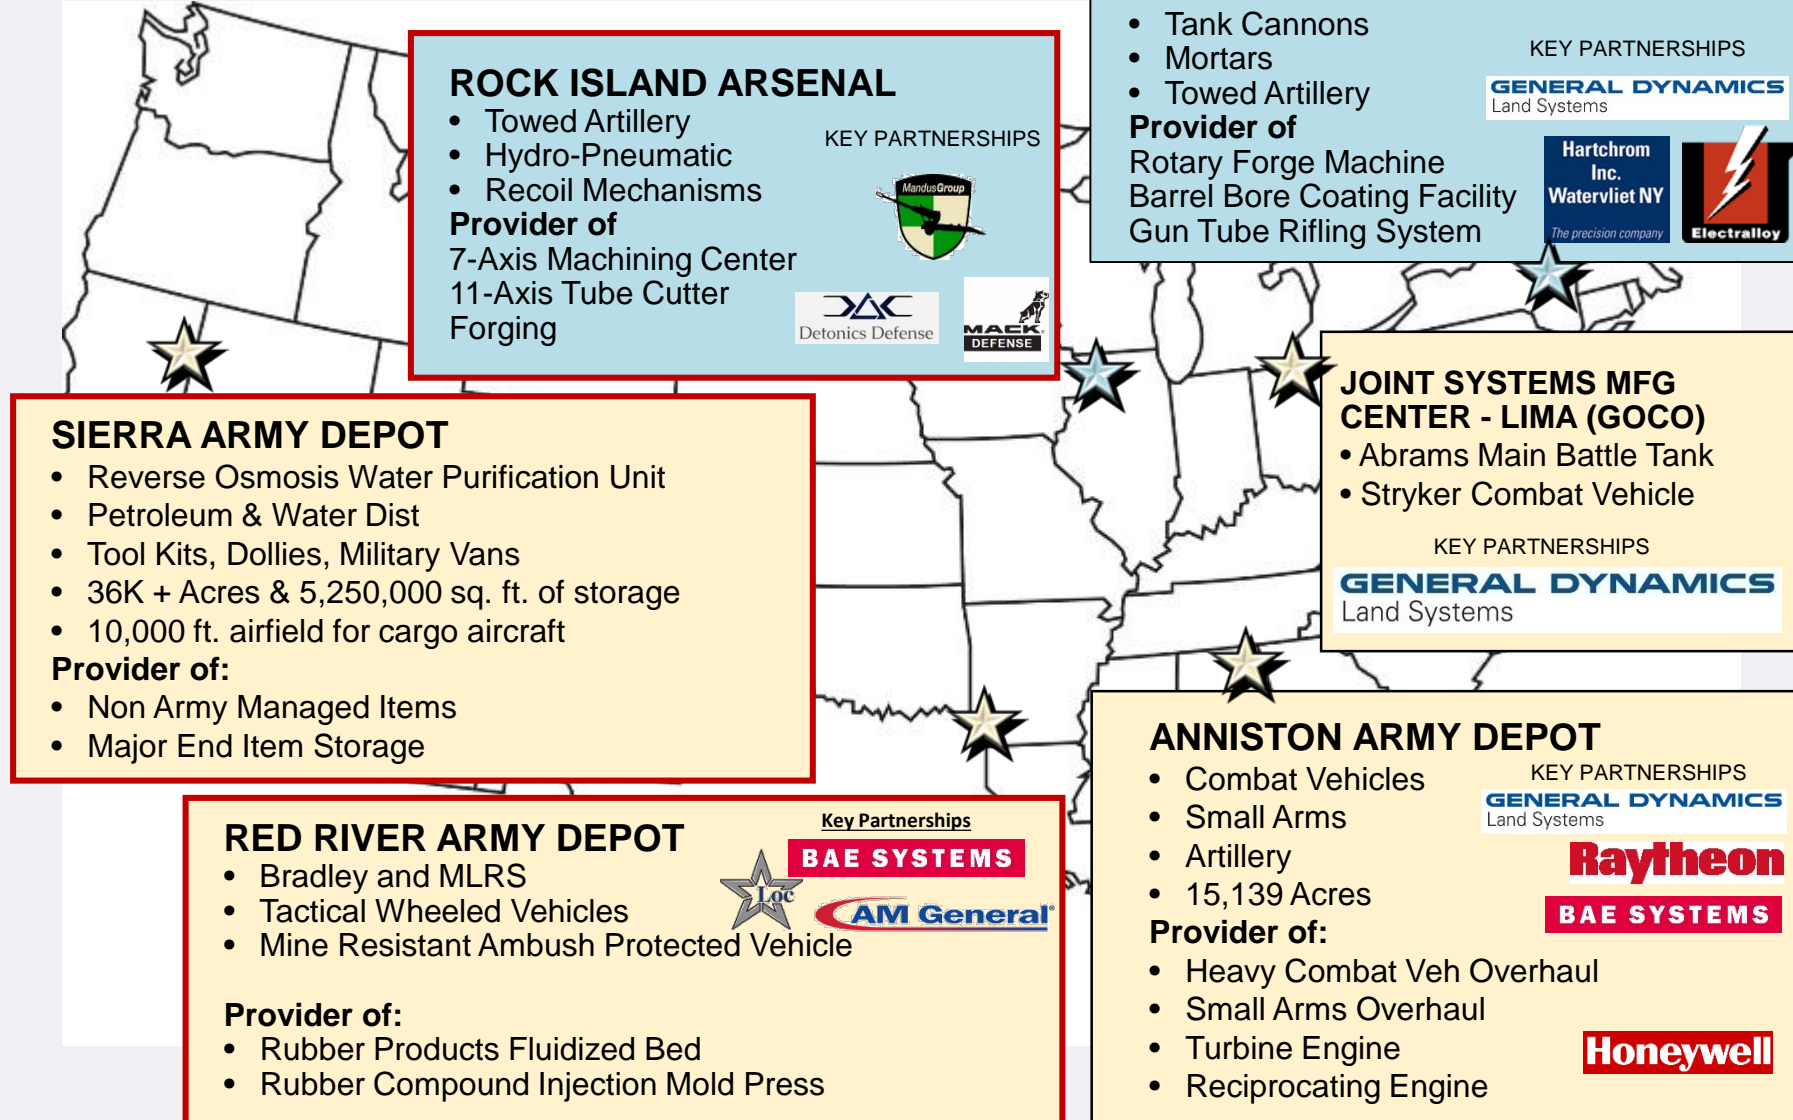 ROCK ISLAND ARSENAL
• Towed Artillery
• Hydro-Pneumatic
• Recoil Mechanisms
Provider of
7-Axis Machining Center
11-Axis Tube Cutter
Forging
KEY PARTNERSHIPS
MandusGroup
Detonics Defense
MACK
DEFENSE
• Tank Cannons
• Mortars
• Towed Artillery
Provider of
Rotary Forge Machine
Barrel Bore Coating Facility
Gun Tube Rifling System
KEY PARTNERSHIPS
GENERAL DYNAMICS
Land Systems
Hartchrom
Inc.
Watervliet NY
The precision company
Electralloy
SIERRA ARMY DEPOT
• Reverse Osmosis Water Purification Unit
• Petroleum & Water Dist
• Tool Kits, Dollies, Military Vans
• 36K + Acres & 5,250,000 sq. ft. of storage
• 10,000 ft. airfield for cargo aircraft
Provider of:
• Non Army Managed Items
• Major End Item Storage
JOINT SYSTEMS MFG
CENTER - LIMA (GOCO)
• Abrams Main Battle Tank
• Stryker Combat Vehicle
KEY PARTNERSHIPS
GENERAL DYNAMICS
Land Systems
RED RIVER ARMY DEPOT
• Bradley and MLRS
• Tactical Wheeled Vehicles
• Mine Resistant Ambush Protected Vehicle
Provider of:
• Rubber Products Fluidized Bed
• Rubber Compound Injection Mold Press
Key Partnerships
BAE SYSTEMS
Loc
AM General®
ANNISTON ARMY DEPOT
• Combat Vehicles
• Small Arms
• Artillery
• 15,139 Acres
Provider of:
• Heavy Combat Veh Overhaul
• Small Arms Overhaul
• Turbine Engine
• Reciprocating Engine
KEY PARTNERSHIPS
GENERAL DYNAMICS
Land Systems
Raytheon
BAE SYSTEMS
Honeywell